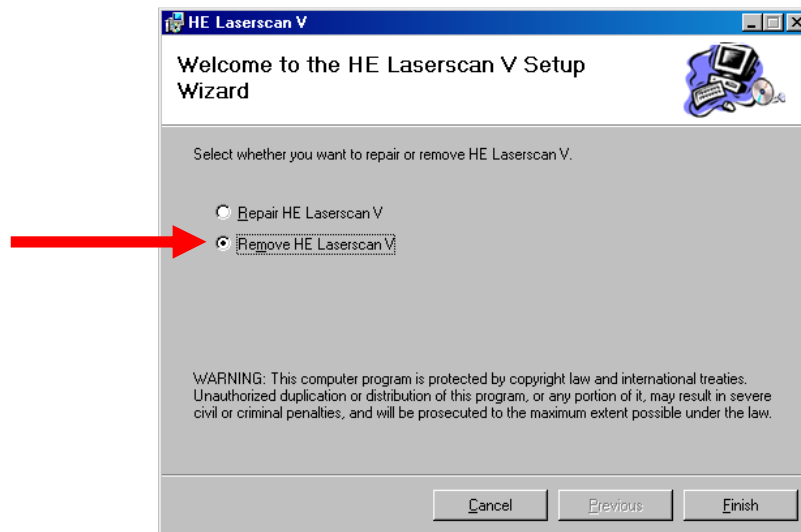 HE Laserscan V
Welcome to the HE Laserscan V Setup
Wizard
Select whether you want to repair or remove HE Laserscan V.
Repair HE Laserscan V
Remove HE Laserscan V
WARNING: This computer program is protected by copyright law and international treaties.
Unauthorized duplication or distribution of this program, or any portion of it, may result in severe
civil or criminal penalties, and will be prosecuted to the maximum extent possible under the law.
Cancel Previous Finish